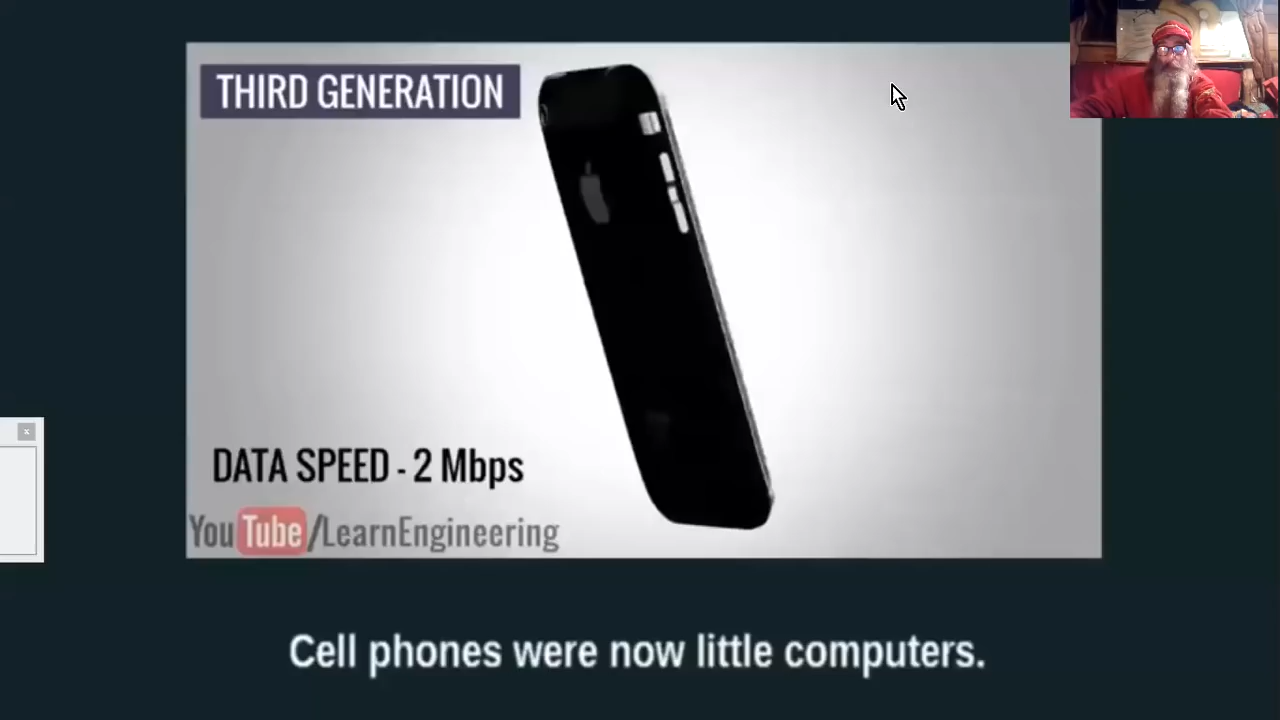 THIRD GENERATION
DATA SPEED - 2 Mbps
YouTube/LearnEngineering
x
Cell phones were now little computers.